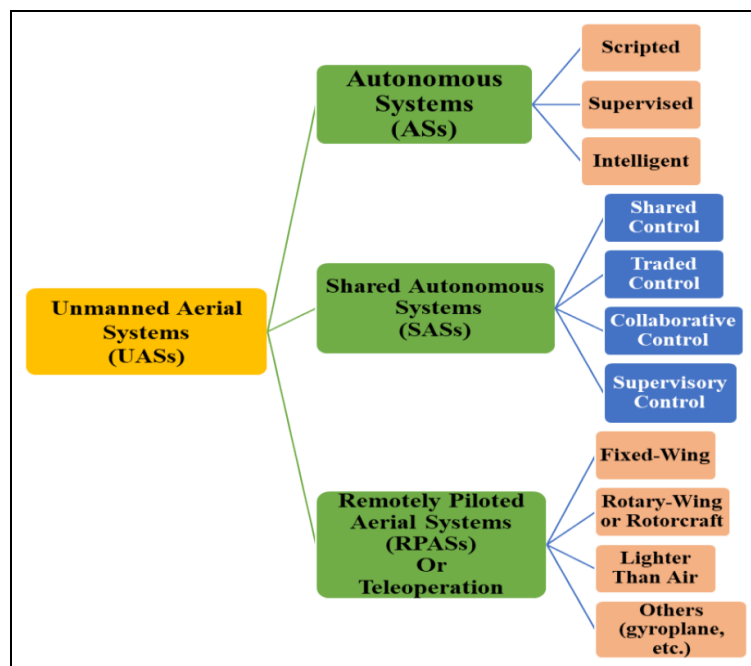 Unmanned Aerial
Systems
(UASs)
Autonomous
Systems
(ASs)
Scripted
Supervised
Intelligent
Shared Autonomous
Systems
(SASs)
Shared
Control
Traded
Control
Collaborative
Control
Supervisory
Control
Remotely Piloted
Aerial Systems
(RPASs)
Or
Teleoperation
Fixed-Wing
Rotary-Wing
or Rotorcraft
Lighter
Than Air
Others
(gyroplane,
etc.)